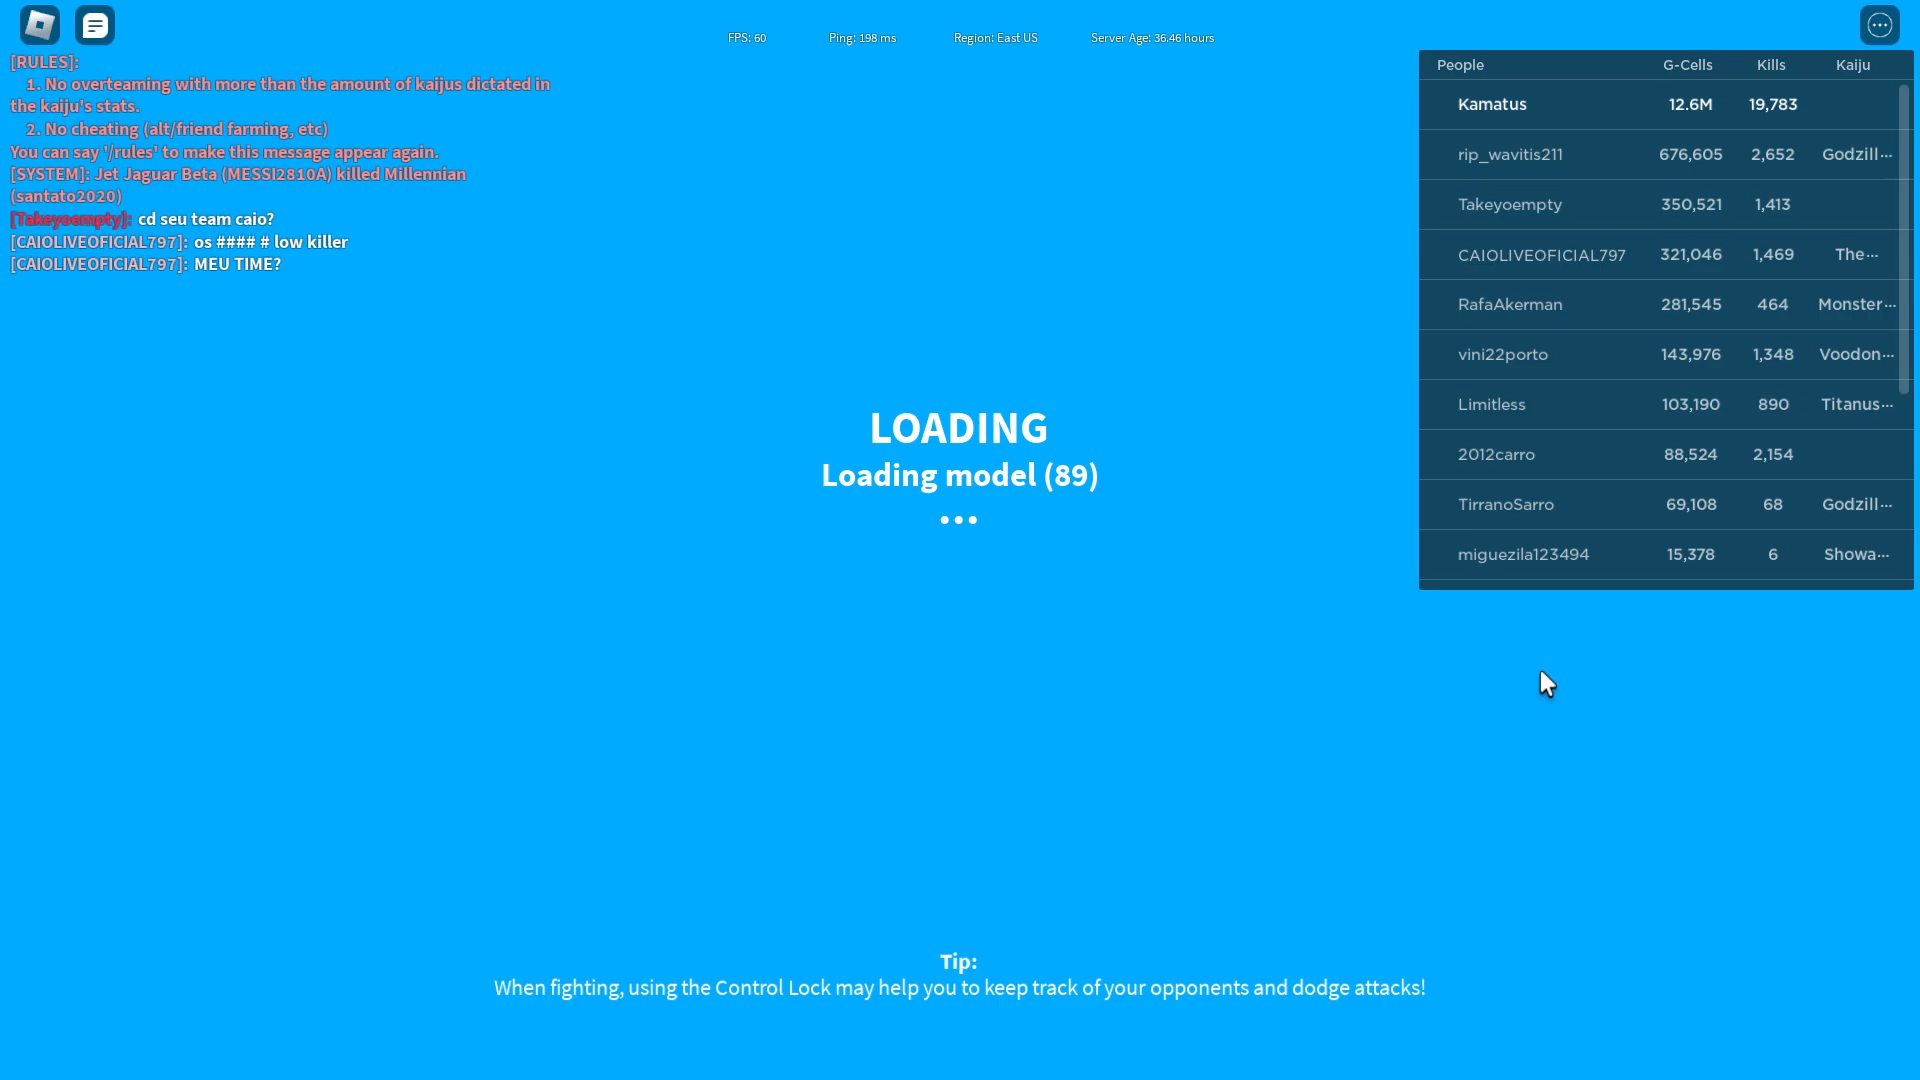 FPS: 60 Ping: 198 ms Region: East US Server Age: 36.46 hours
[RULES]:
1. No overteaming with more than the amount of kaijus dictated in
the kaiju's stats.
2. No cheating (alt/friend farming, etc)
You can say '/rules' to make this message appear again.
[SYSTEM]: Jet Jaguar Beta (MESSI2810A) killed Millennian
(santato2020)
[Takeyoempty]: cd seu team caio?
[CAIOLIVEOFICIAL797]: os #### # low killer
[CAIOLIVEOFICIAL797]: MEU TIME?
People G-Cells Kills Kaiju
Kamatus 12.6M 19,783
rip_wavitis211 676,605 2,652 Godzill...
Takeyoempty 350,521 1,413
CAIOLIVEOFICIAL797 321,046 1,469 The...
RafaAkerman 281,545 464 Monster...
vini22porto 143,976 1,348 Voodon...
Limitless 103,190 890 Titanus...
2012carro 88,524 2,154
TirranoSarro 69,108 68 Godzill...
miguezila123494 15,378 6 Showa...
LOADING
Loading model (89)
...
Tip:
When fighting, using the Control Lock may help you to keep track of your opponents and dodge attacks!